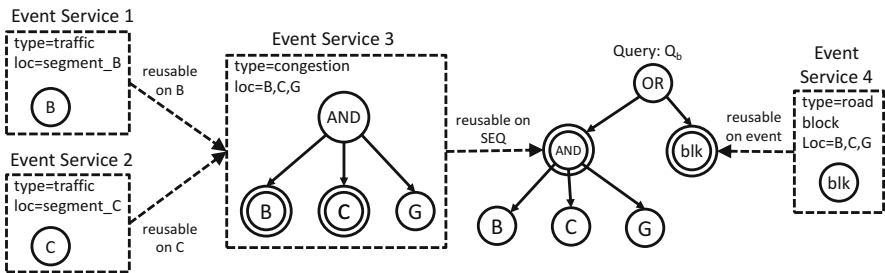 Event Service 1
type=traffic
loc=segment_B
B
reusable
on B
Event Service 2
type=traffic
loc=segment_C
C
reusable
on C
Event Service 3
type=congestion
loc=B,C,G
AND
B
C
G
reusable on
SEQ
Query: Qb
OR
AND
blk
B
C
G
reusable
on event
Event
Service 4
type=road
block
Loc=B,C,G
blk